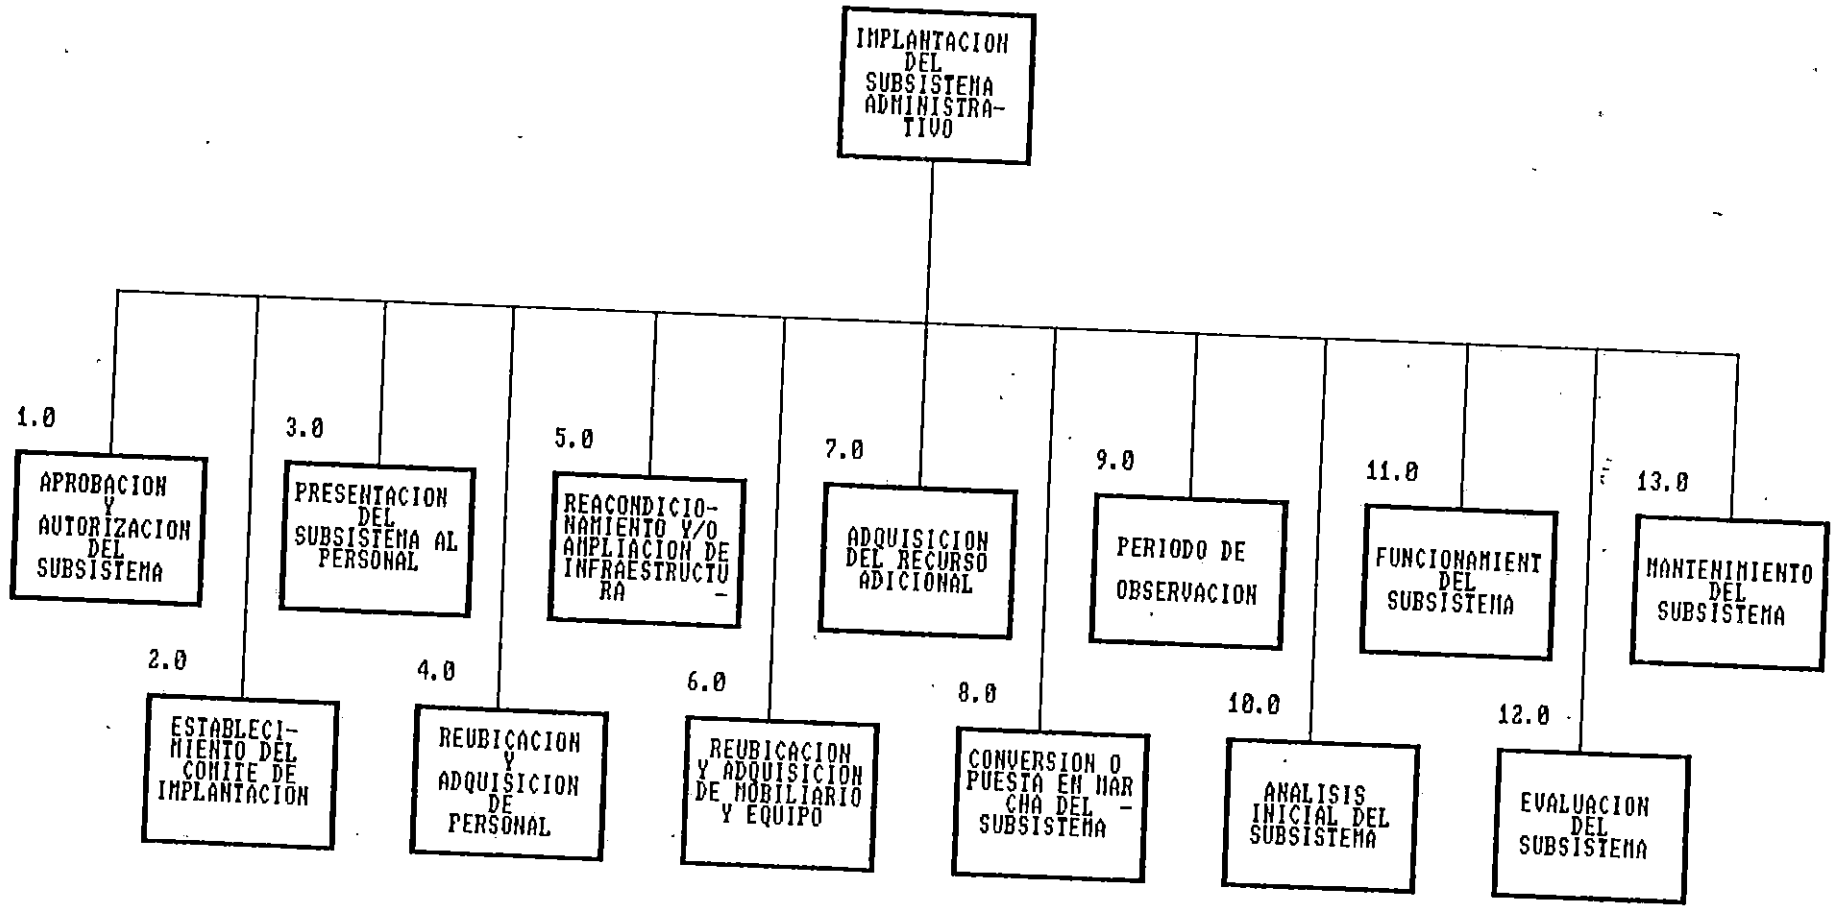 IMPLANTACION
DEL
SUBSISTEMA
ADMINISTRA-
TIVO
1.0
APROBACION
Y
AUTORIZACION
DEL
SUBSISTEMA
2.0
ESTABLECI-
MIENTO DEL
COMITE DE
IMPLANTACION
3.0
PRESENTACION
DEL
SUBSISTEMA AL
PERSONAL
4.0
REUBICACION
Y
ADQUISICION
DE
PERSONAL
5.0
REACONDICIO-
NAMIENTO Y/O
AMPLIACION DE
INFRAESTRUCTU
RA -
6.0
REUBICACION
Y ADQUISICION
DE MOBILIARIO
Y EQUIPO
7.0
ADQUISICION
DEL RECURSO
ADICIONAL
8.0
CONVERSION O
PUESTA EN MAR
CHA DEL -
SUBSISTEMA
9.0
PERIODO DE
OBSERVACION
10.0
ANALISIS
INICIAL DEL
SUBSISTEMA
11.0
FUNCIONAMIENT
DEL
SUBSISTEMA
12.0
EVALUACION
DEL
SUBSISTEMA
13.0
MANTENIMIENTO
DEL
SUBSISTEMA